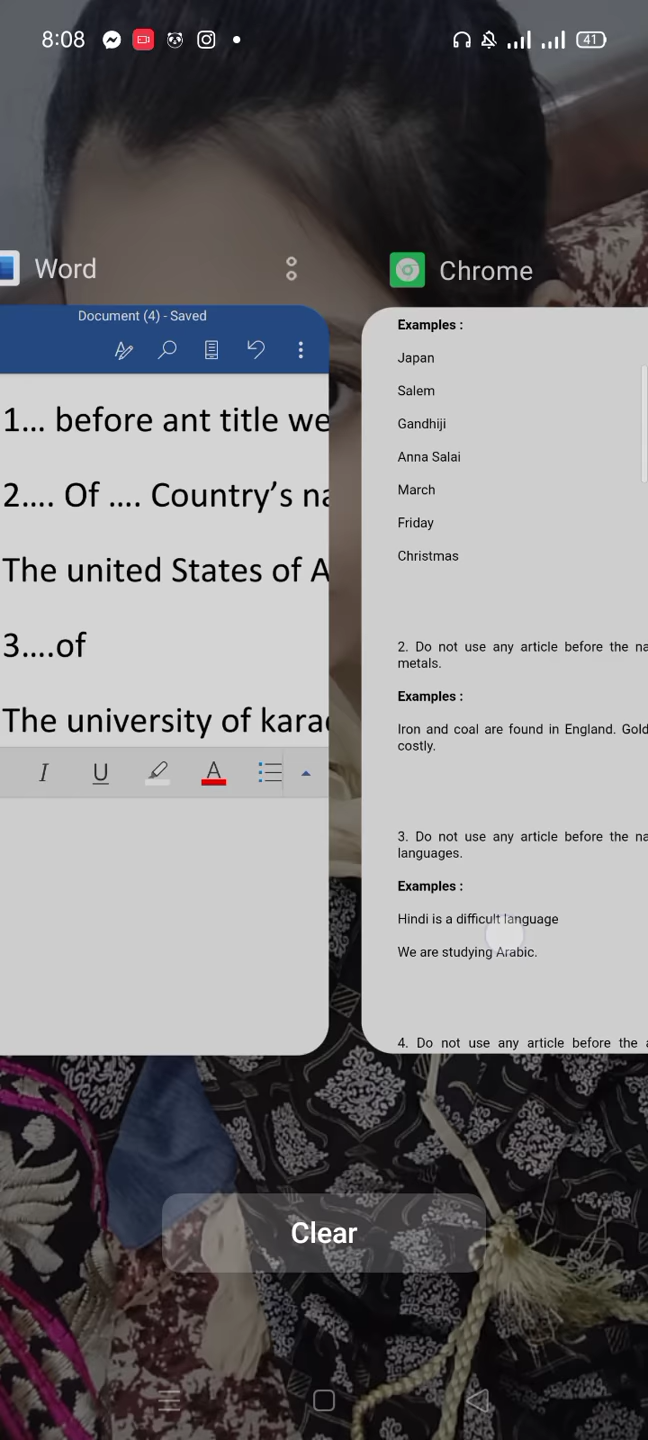 8:08
41
Word
Chrome
Document (4) - Saved
1... before ant title we
2.... Of .... Country’s na
The united States of A
3....of
The university of karac
I U A
Examples :
Japan
Salem
Gandhiji
Anna Salai
March
Friday
Christmas
2. Do not use any article before the na
metals.
Examples :
Iron and coal are found in England. Gold
costly.
3. Do not use any article before the na
languages.
Examples :
Hindi is a difficult language
We are studying Arabic.
4. Do not use any article before the a
Clear